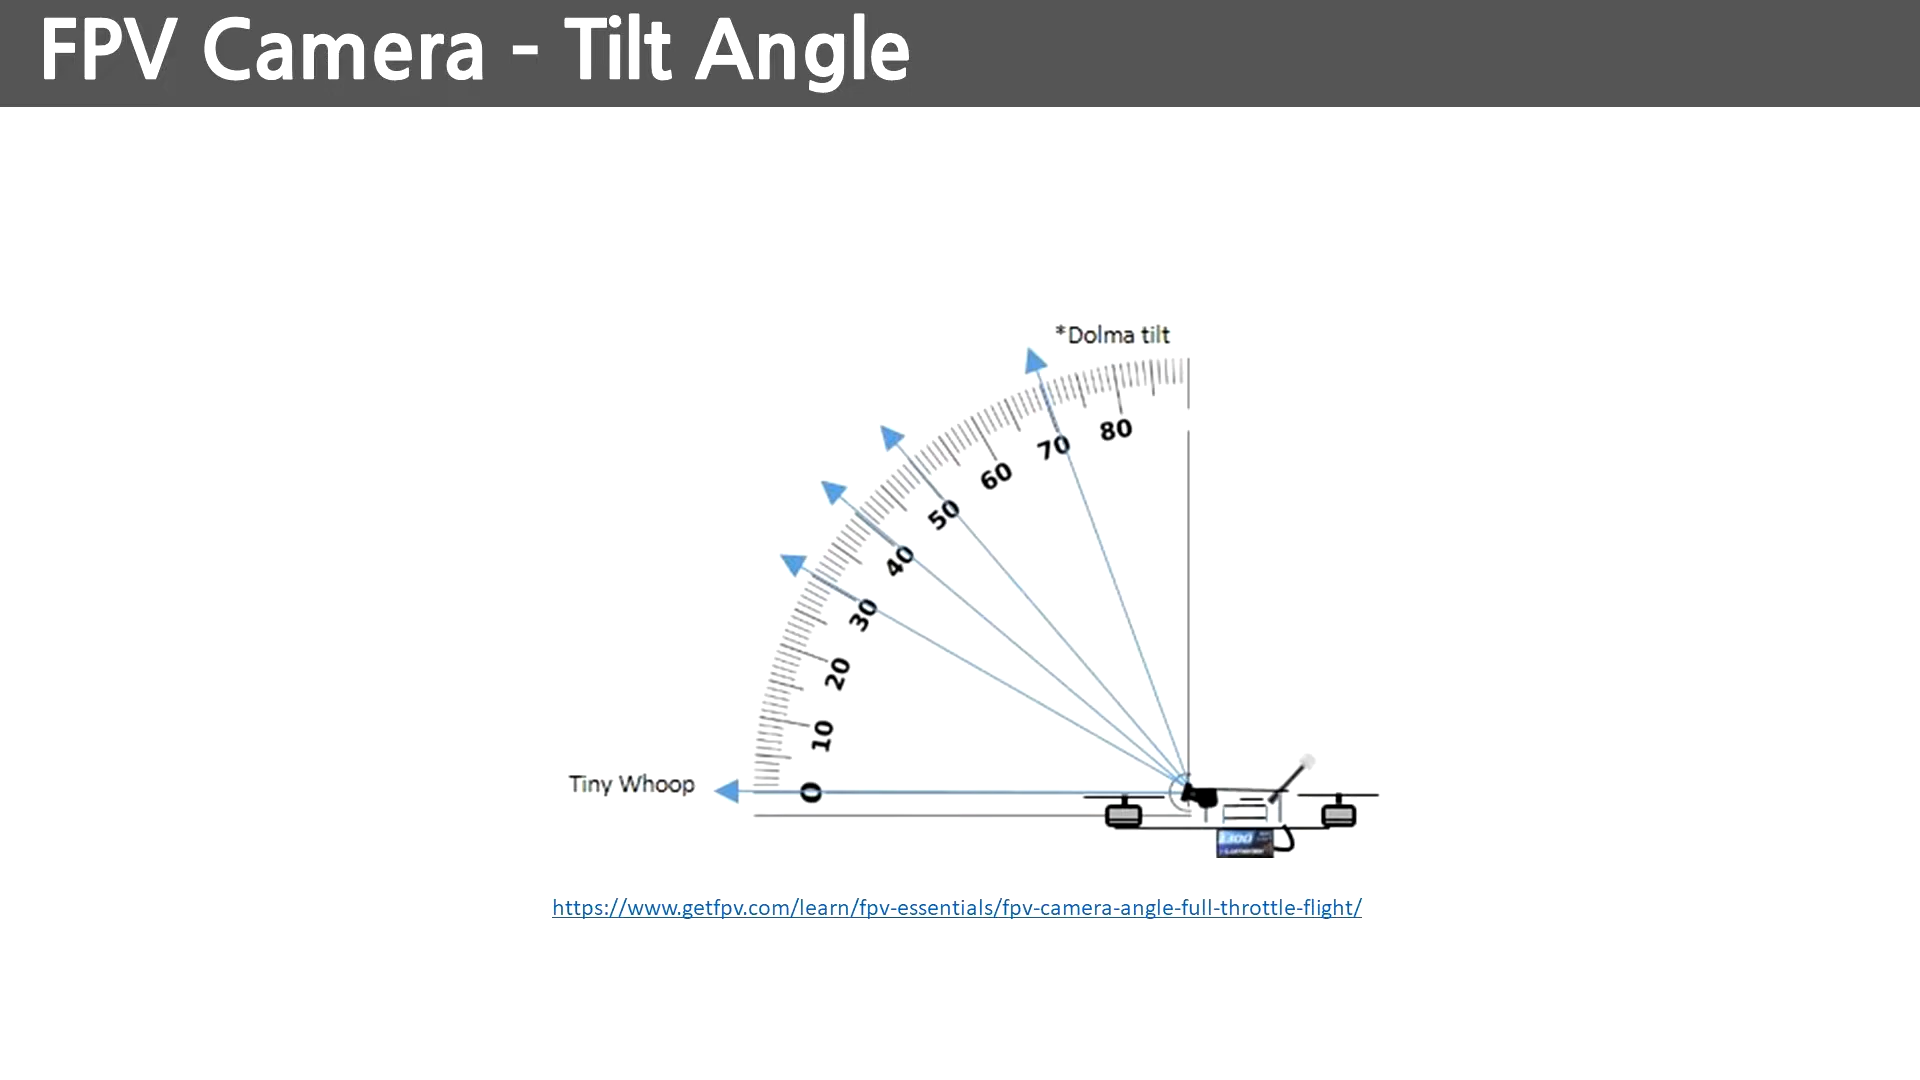 FPV Camera - Tilt Angle
*Dolma tilt
80
70
60
50
40
30
20
10
Tiny Whoop
0
1300
https://www.getfpv.com/learn/fpv-essentials/fpv-camera-angle-full-throttle-flight/